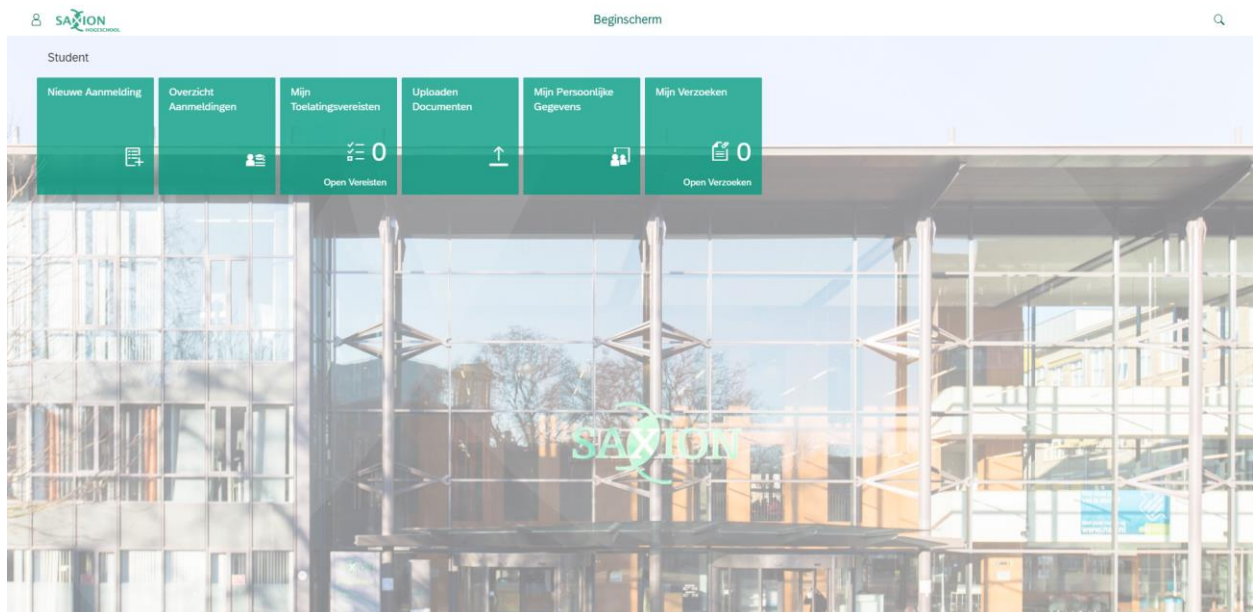 SAXION
HOGESCHOOL
Beginscherm
Student
Nieuwe Aanmelding
Overzicht
Aanmeldingen
Mijn
Toelatingsvereisten
0
Open Vereisten
Uploaden
Documenten
Mijn Persoonlijke
Gegevens
Mijn Verzoeken
0
Open Verzoeken
SAXION